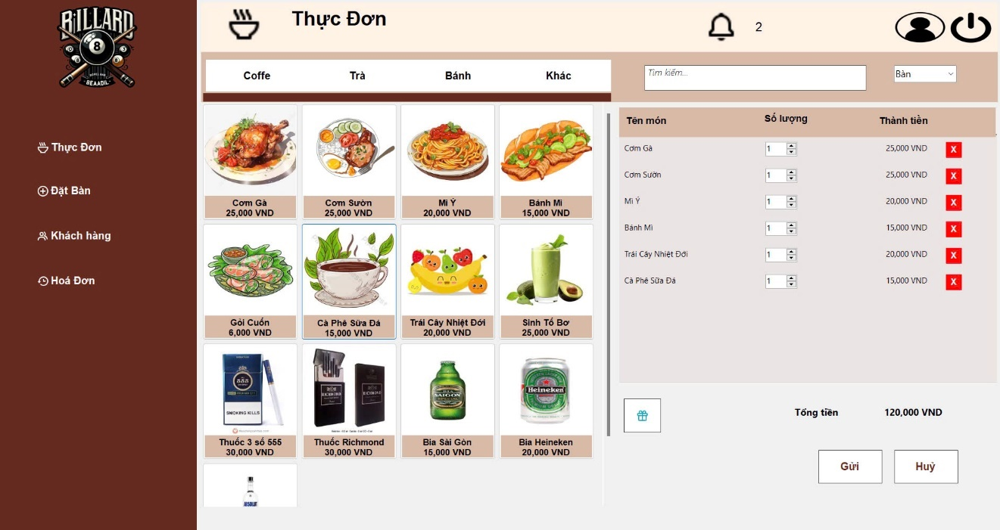 BILLARD
8
BEAADIL
Thực Đơn
Đặt Bàn
Khách hàng
Hoá Đơn
Thực Đơn
2
Coffe Trà Bánh Khác
Tìm kiếm...
Bàn
Cơm Gà
25,000 VND
Cơm Sườn
25,000 VND
Mì Ý
20,000 VND
Bánh Mì
15,000 VND
Gỏi Cuốn
6,000 VND
Cà Phê Sữa Đá
15,000 VND
Trái Cây Nhiệt Đới
20,000 VND
Sinh Tố Bơ
25,000 VND
555
SMOKING KILLS
Thuốc 3 số 555
30,000 VND
RICHMOND
RICHMOND
Thuốc Richmond
30,000 VND
BIA
SAIGON
SPECIAL
Bia Sài Gòn
15,000 VND
Heineken
Bia Heineken
20,000 VND
ABSOLUT
Tên món Số lượng Thành tiền
Cơm Gà 1 25,000 VND X
Cơm Sườn 1 25,000 VND X
Mì Ý 1 20,000 VND X
Bánh Mì 1 15,000 VND X
Trái Cây Nhiệt Đới 1 20,000 VND X
Cà Phê Sữa Đá 1 15,000 VND X
Tổng tiền 120,000 VND
Gửi Huỷ